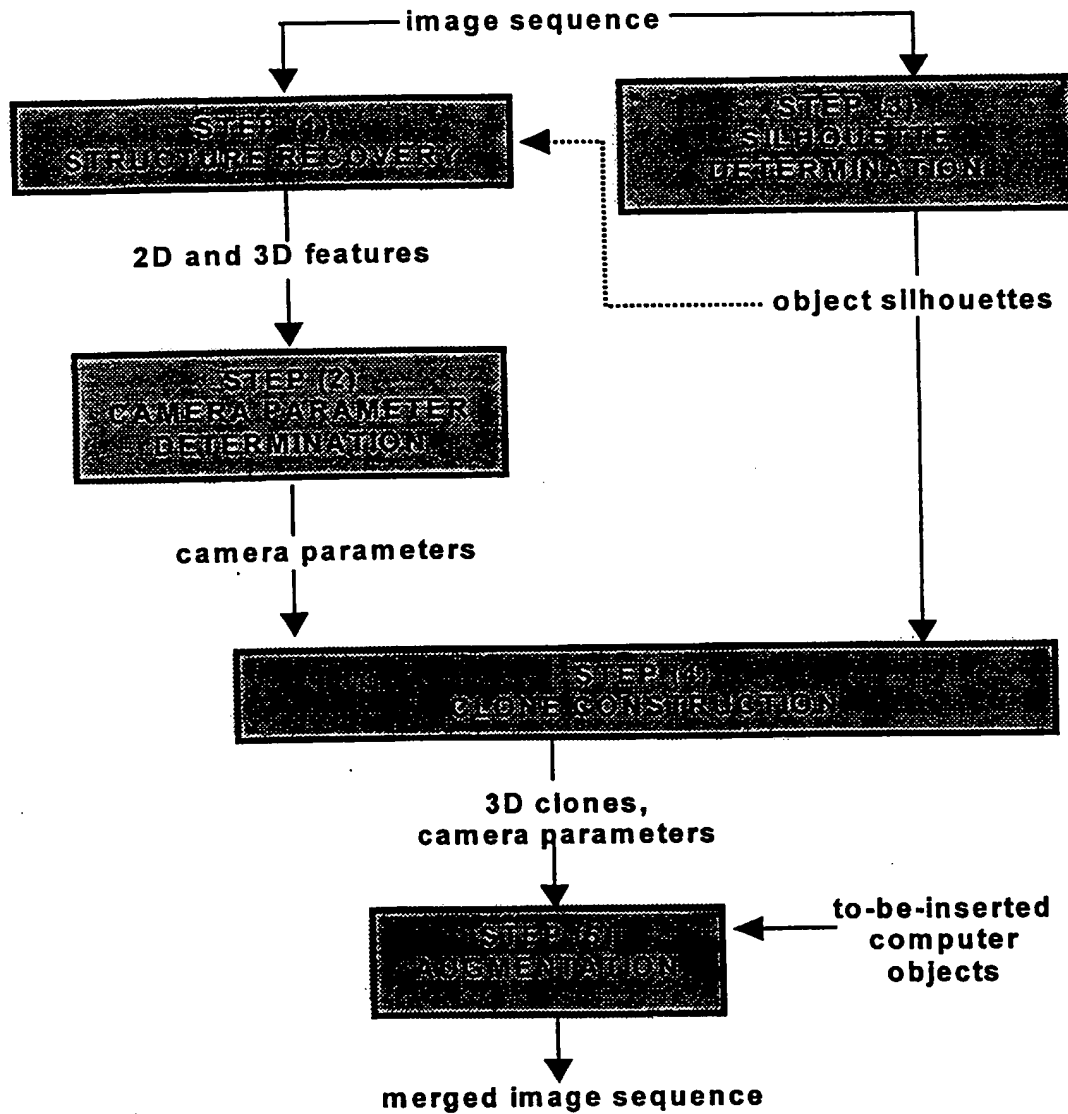 image sequence
STEP (1)
STRUCTURE RECOVERY
STEP (3)
SILHOUETTE
DETERMINATION
2D and 3D features
object silhouettes
STEP (2)
CAMERA PARAMETER
DETERMINATION
camera parameters
STEP (4)
CLONE CONSTRUCTION
3D clones,
camera parameters
STEP (5)
AUGMENTATION
to-be-inserted
computer
objects
merged image sequence